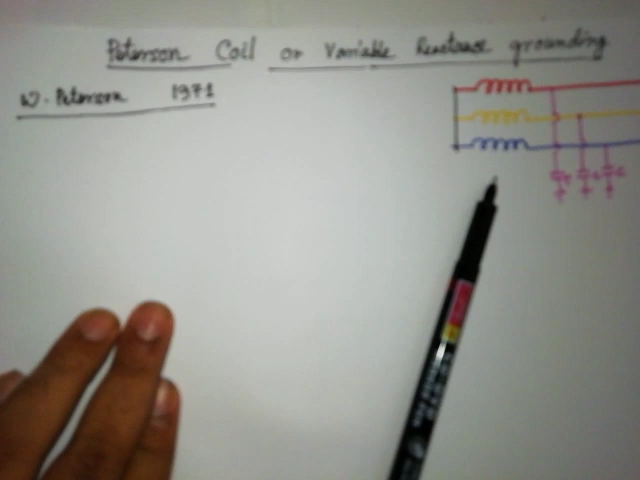 Peterson Coil or Variable Reactance grounding
W. Peterson 1971